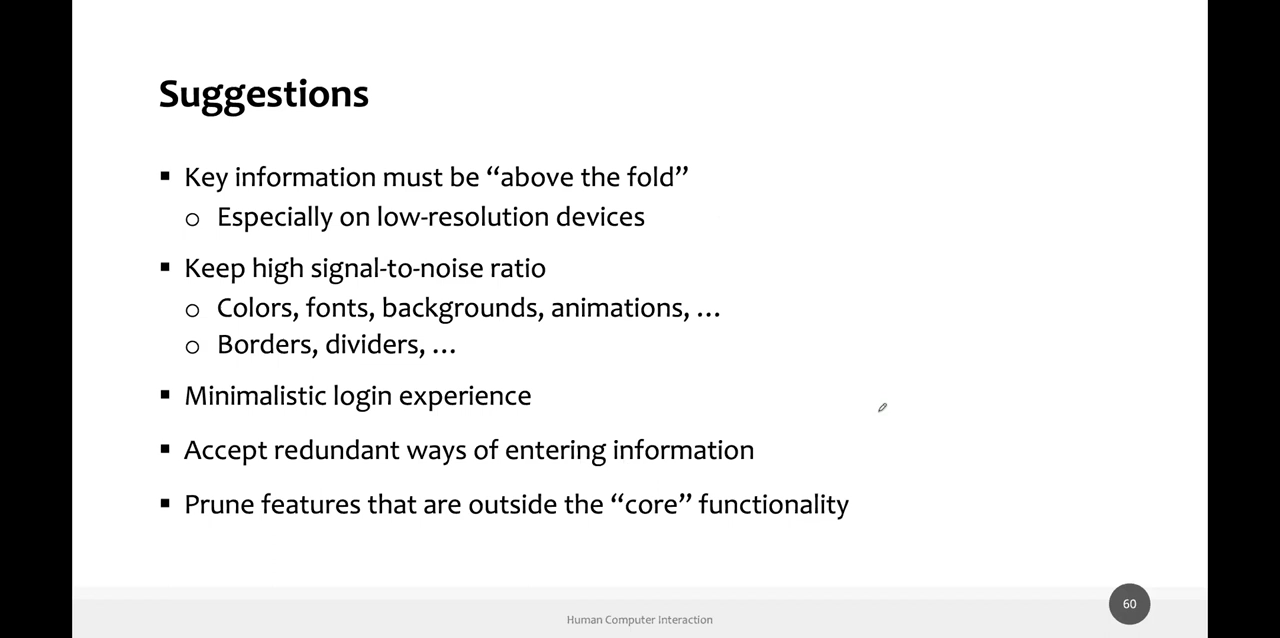 Suggestions
▪ Key information must be “above the fold”
o Especially on low-resolution devices
▪ Keep high signal-to-noise ratio
o Colors, fonts, backgrounds, animations, …
o Borders, dividers, …
▪ Minimalistic login experience
▪ Accept redundant ways of entering information
▪ Prune features that are outside the “core” functionality
Human Computer Interaction
60